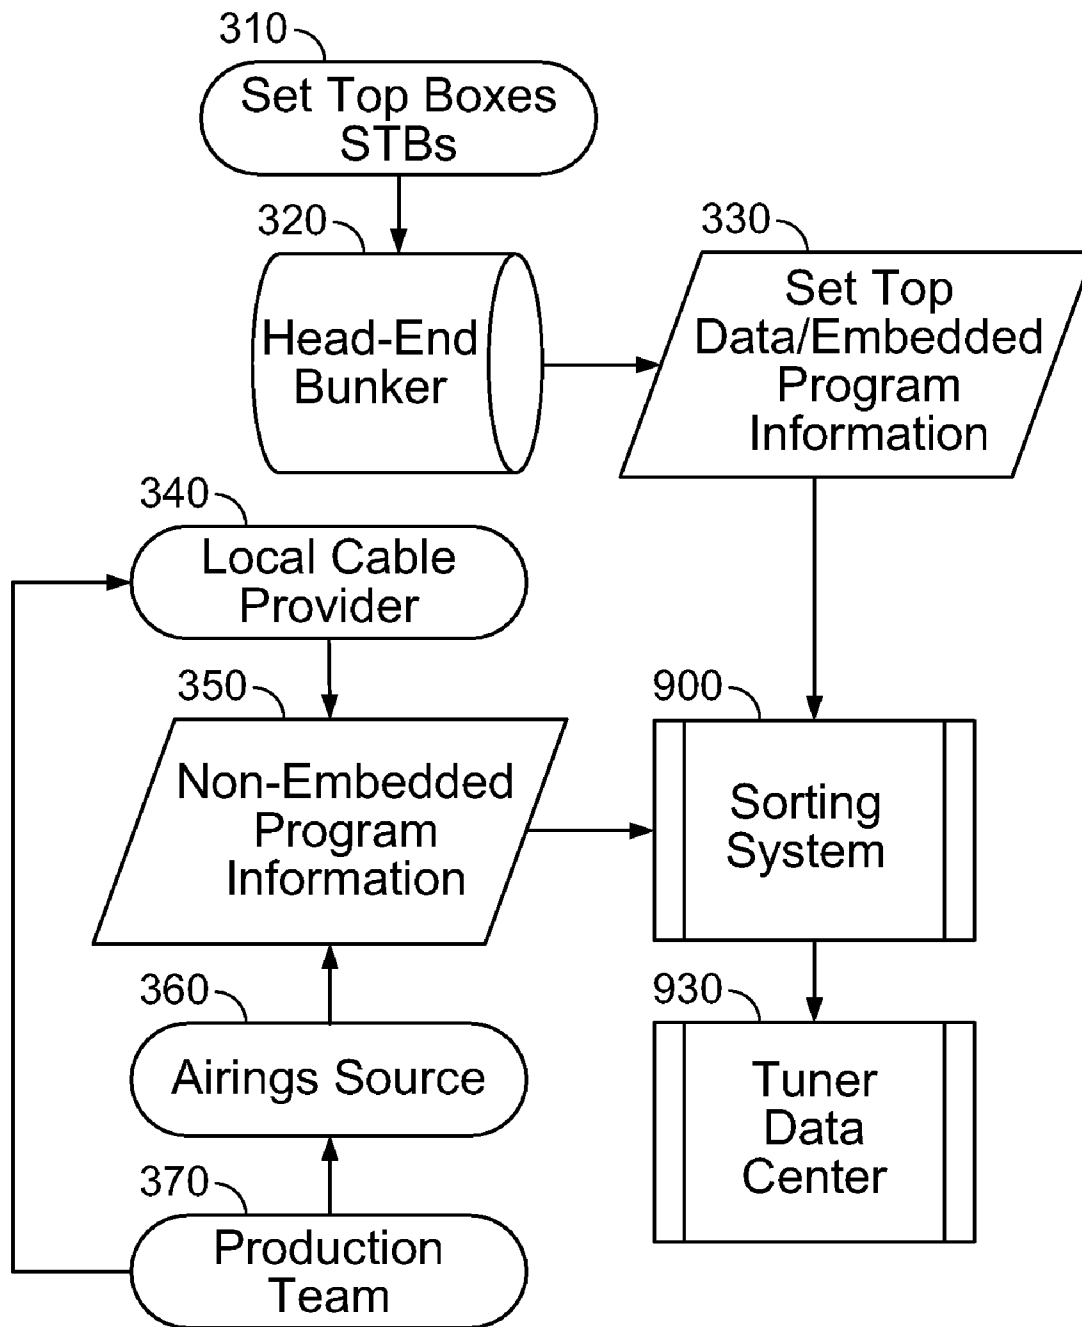 310
Set Top Boxes
STBs
320
Head-End
Bunker
330
Set Top
Data/Embedded
Program
Information
340
Local Cable
Provider
350
Non-Embedded
Program
Information
900
Sorting
System
360
Airings Source
930
Tuner
Data
Center
370
Production
Team